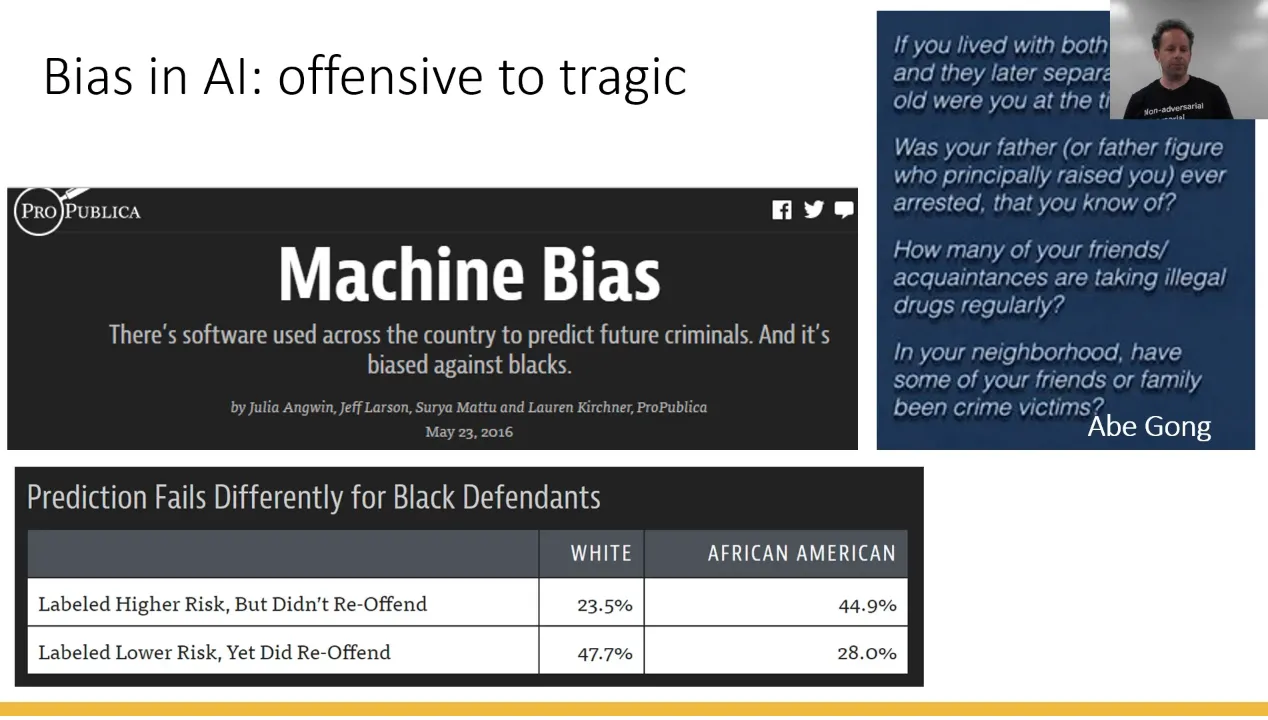 Bias in AI: offensive to tragic
If you lived with both
and they later separa
old were you at the ti
Was your father (or father figure
who principally raised you) ever
arrested, that you know of?
How many of your friends/
acquaintances are taking illegal
drugs regularly?
In your neighborhood, have
some of your friends or family
been crime victims?
Abe Gong
Non-adversarial
PROPUBLICA
Machine Bias
There's software used across the country to predict future criminals. And it's
biased against blacks.
by Julia Angwin, Jeff Larson, Surya Mattu and Lauren Kirchner, ProPublica
May 23, 2016
Prediction Fails Differently for Black Defendants
WHITE AFRICAN AMERICAN
Labeled Higher Risk, But Didn't Re-Offend 23.5% 44.9%
Labeled Lower Risk, Yet Did Re-Offend 47.7% 28.0%